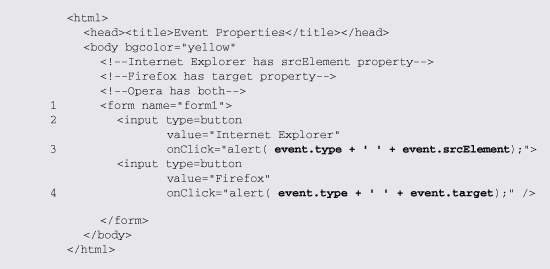 <html>
<head><title>Event Properties</title></head>
<body bgcolor="yellow"
<!--Internet Explorer has srcElement property-->
<!--Firefox has target property-->
<!--Opera has both-->
1 <form name="form1">
2 <input type=button
value="Internet Explorer"
3 onClick="alert( event.type + ' ' + event.srcElement);">
<input type=button
value="Firefox"
4 onClick="alert( event.type + ' ' + event.target);" />
</form>
</body>
</html>